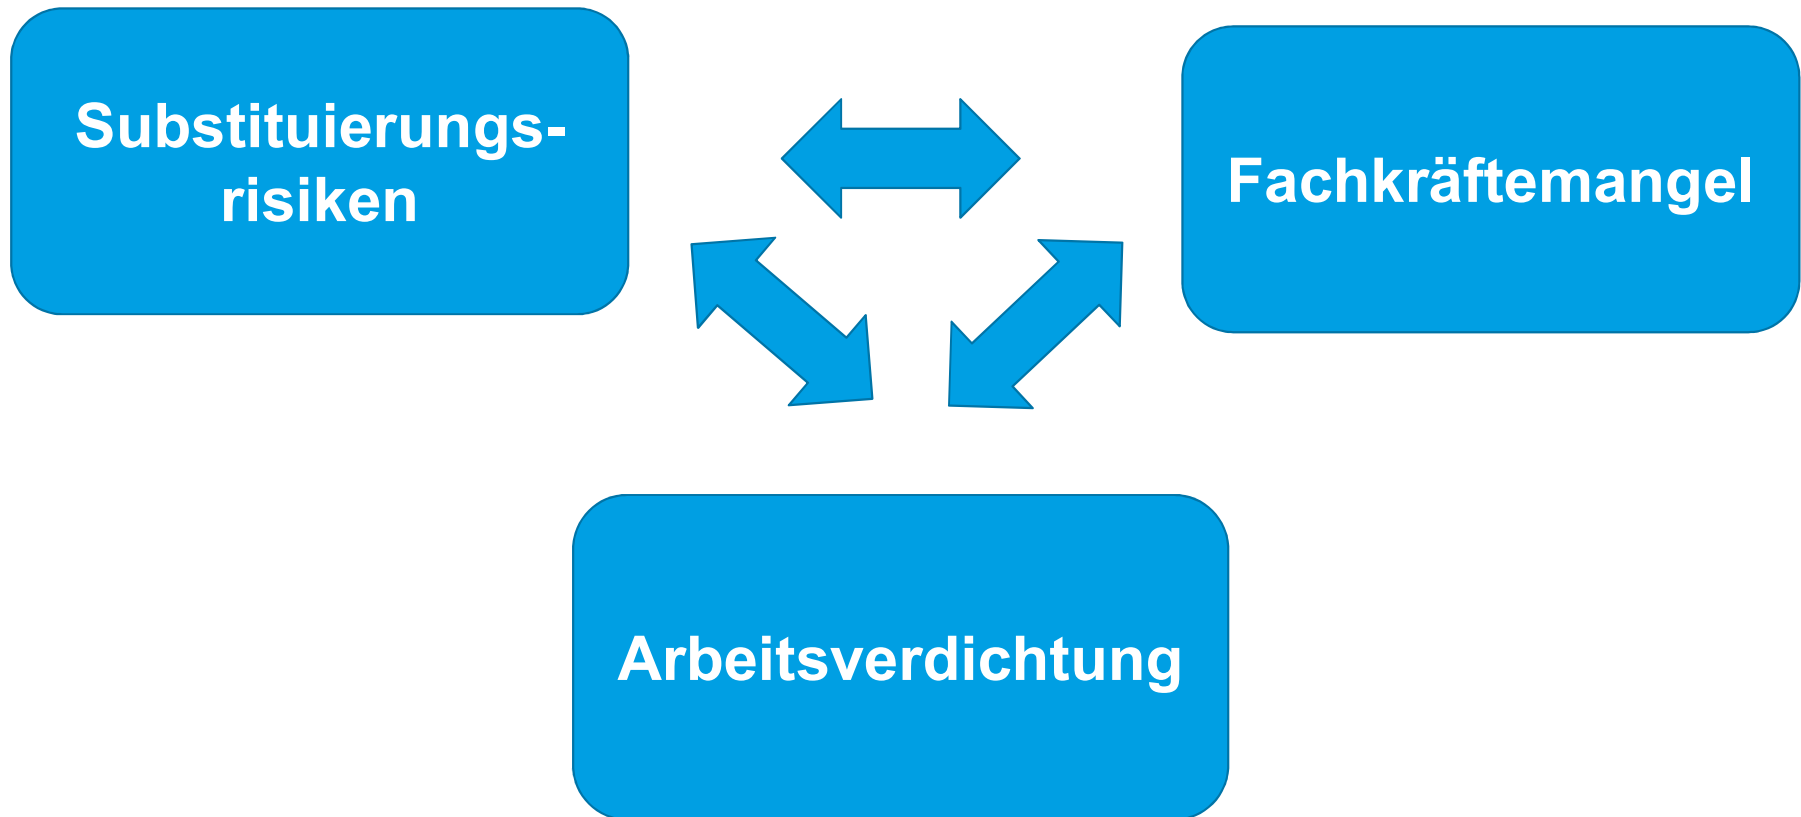 Substituierungs-
risiken
Fachkräftemangel
Arbeitsverdichtung